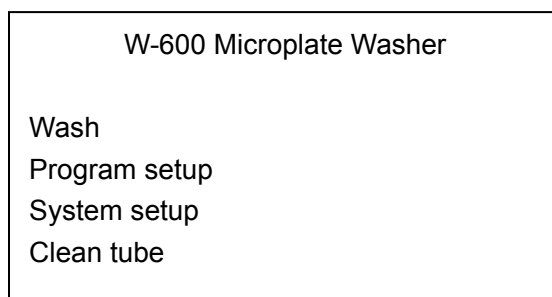 W-600 Microplate Washer
Wash
Program setup
System setup
Clean tube